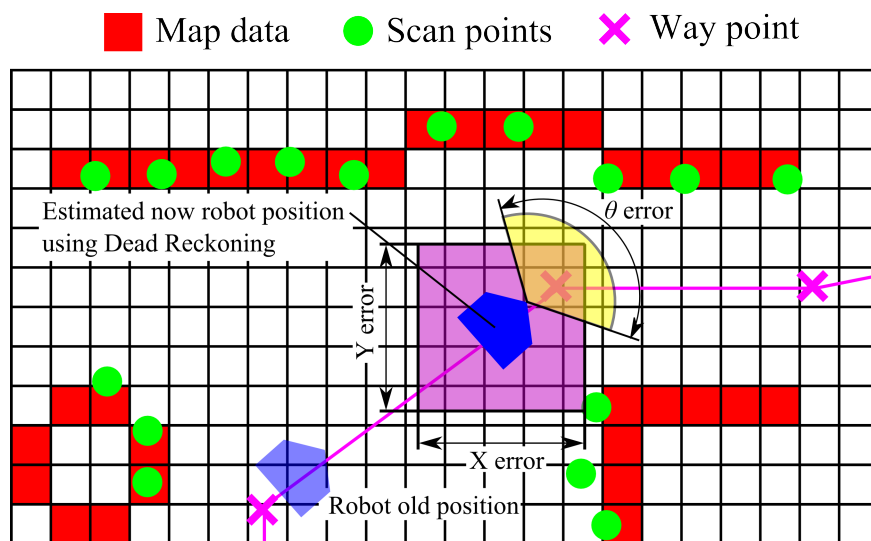 Map data
Scan points
Way point
Estimated now robot position
using Dead Reckoning
θ error
Y error
X error
Robot old position